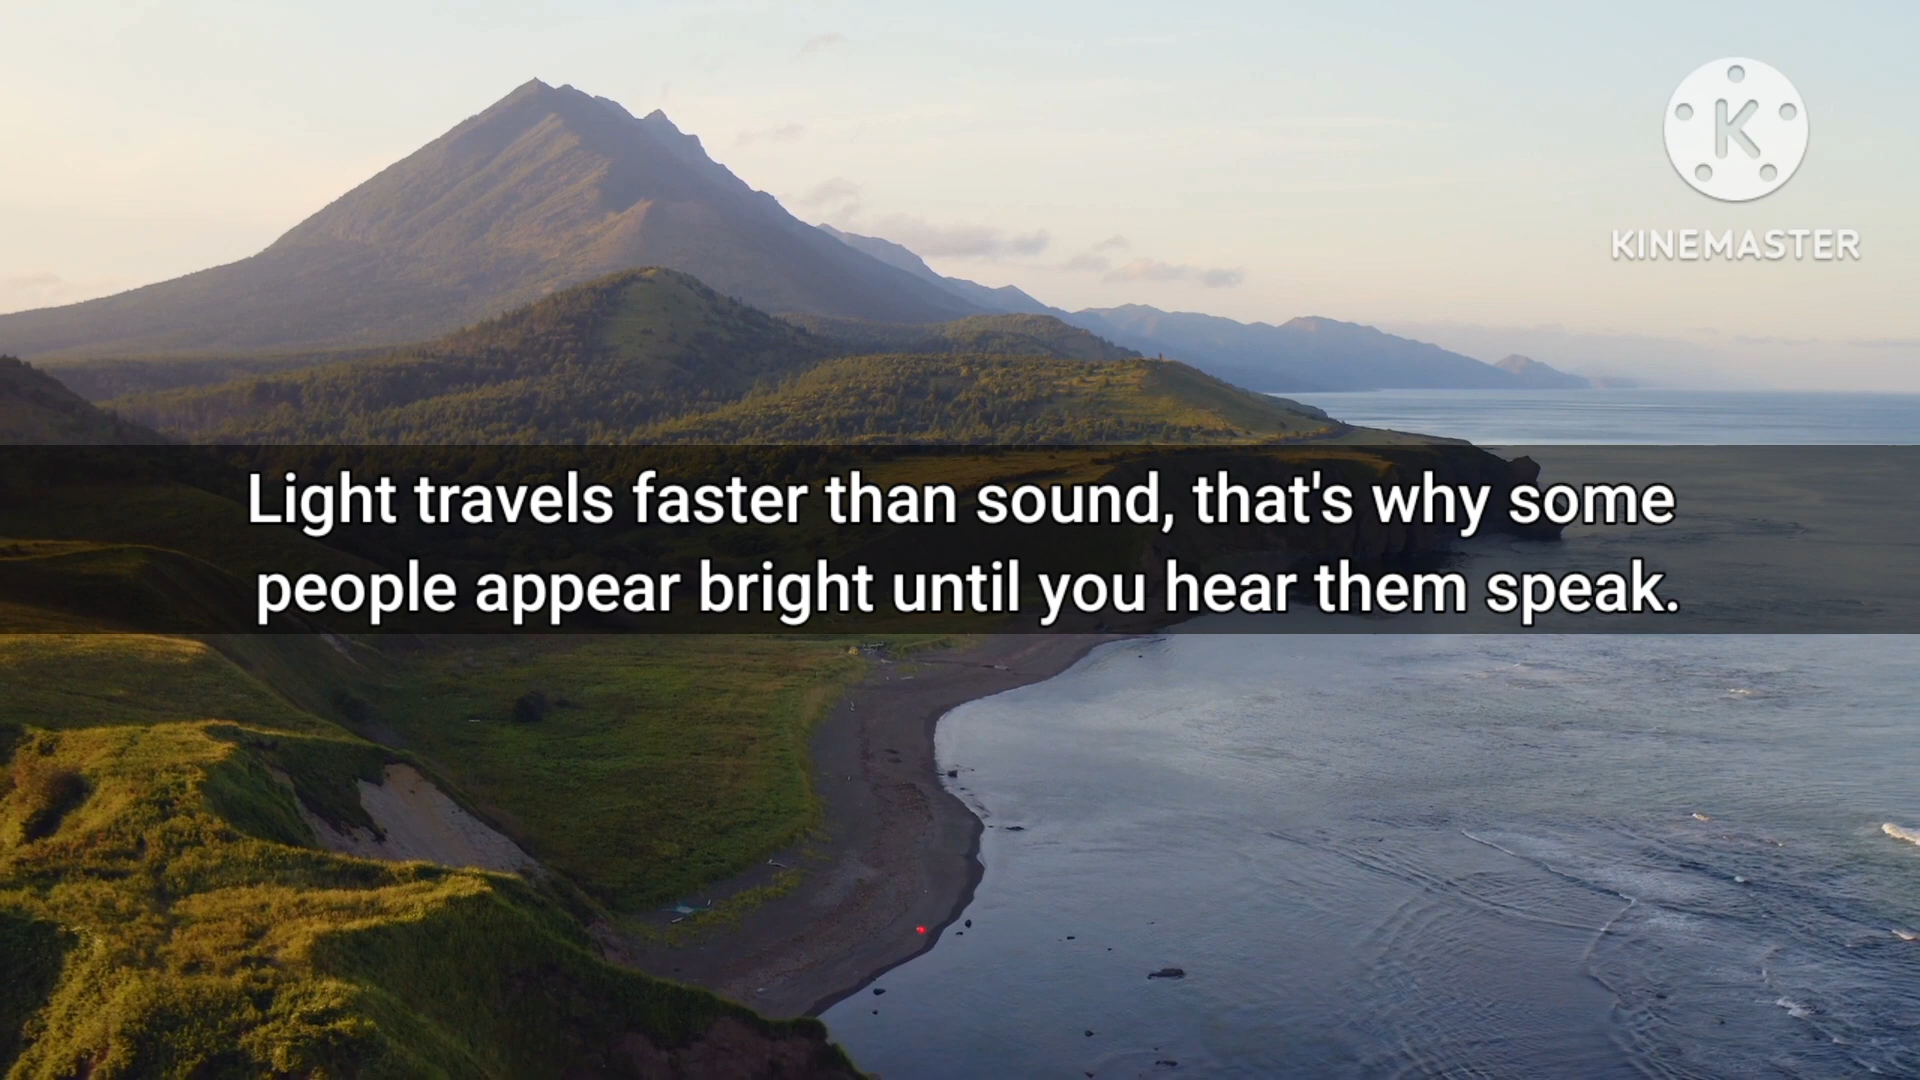 K
KINEMASTER
Light travels faster than sound, that's why some
people appear bright until you hear them speak.